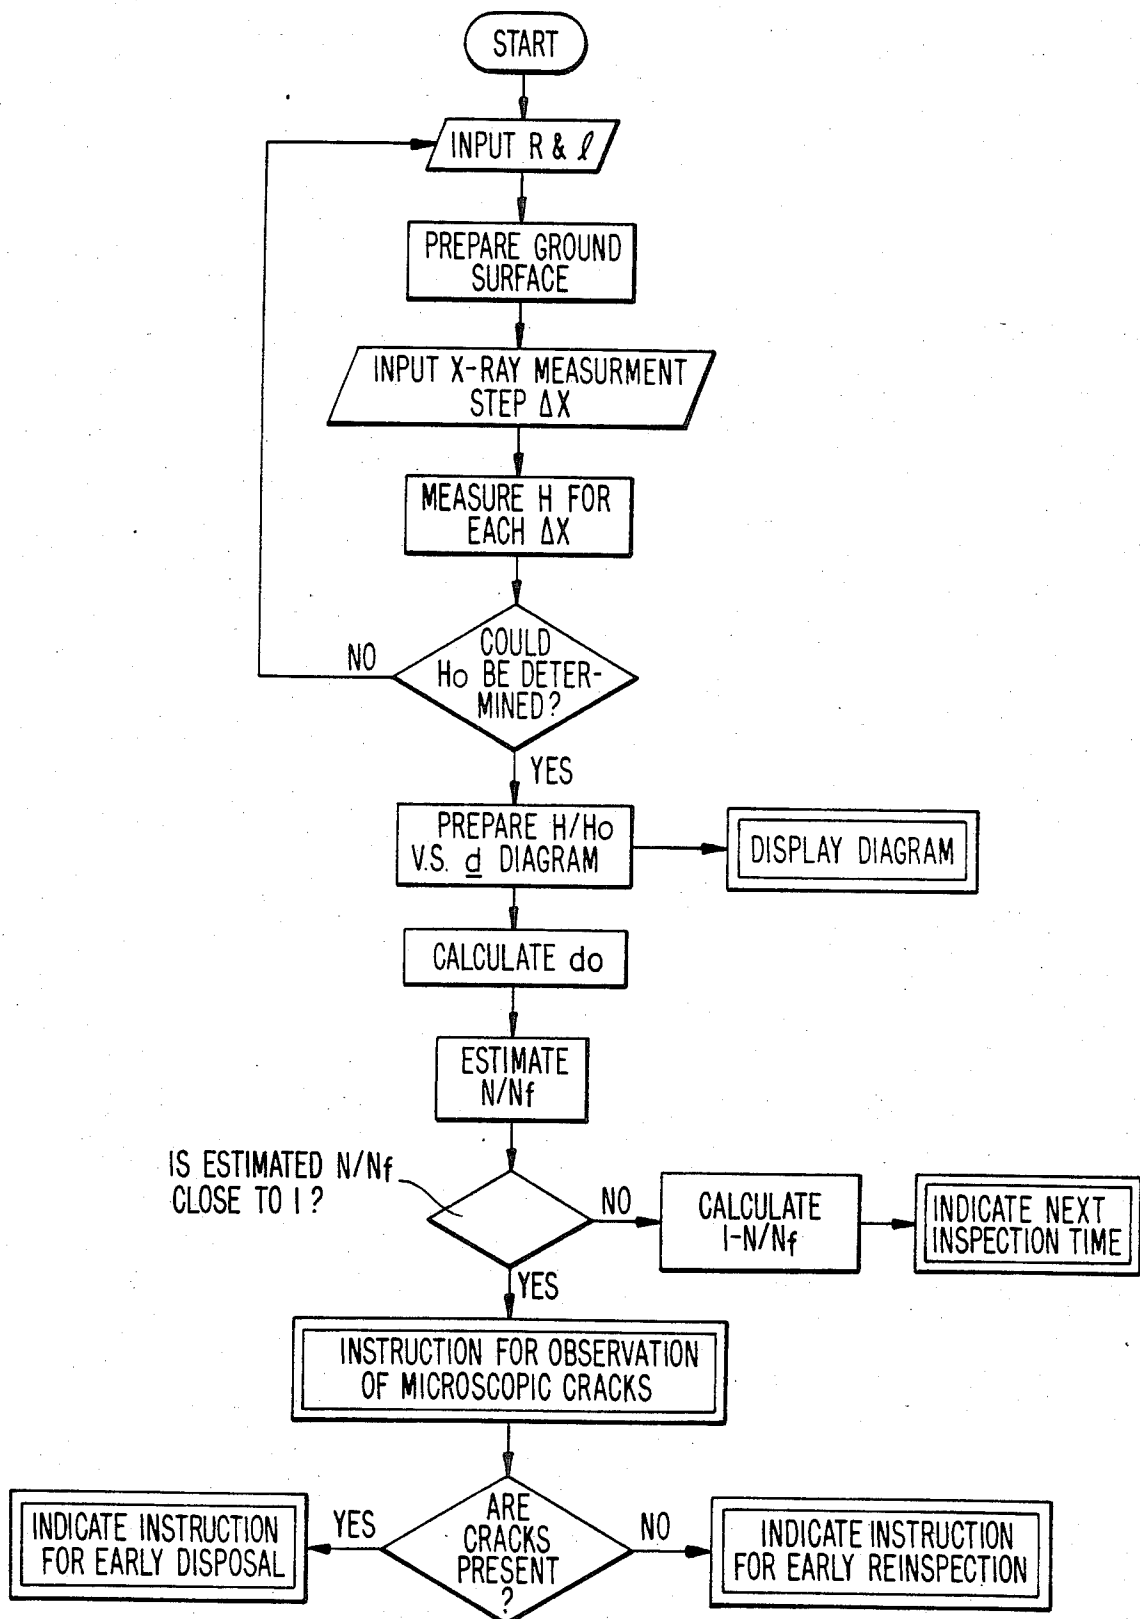 START
INPUT R & ℓ
PREPARE GROUND
SURFACE
INPUT X-RAY MEASURMENT
STEP ΔX
MEASURE H FOR
EACH ΔX
COULD
Ho BE DETER-
MINED?
NO
YES
PREPARE H/Ho
V.S. d DIAGRAM
DISPLAY DIAGRAM
CALCULATE do
ESTIMATE
N/Nf
IS ESTIMATED N/Nf
CLOSE TO 1?
NO
CALCULATE
1-N/Nf
INDICATE NEXT
INSPECTION TIME
YES
INSTRUCTION FOR OBSERVATION
OF MICROSCOPIC CRACKS
ARE
CRACKS
PRESENT
?
YES
INDICATE INSTRUCTION
FOR EARLY DISPOSAL
NO
INDICATE INSTRUCTION
FOR EARLY REINSPECTION